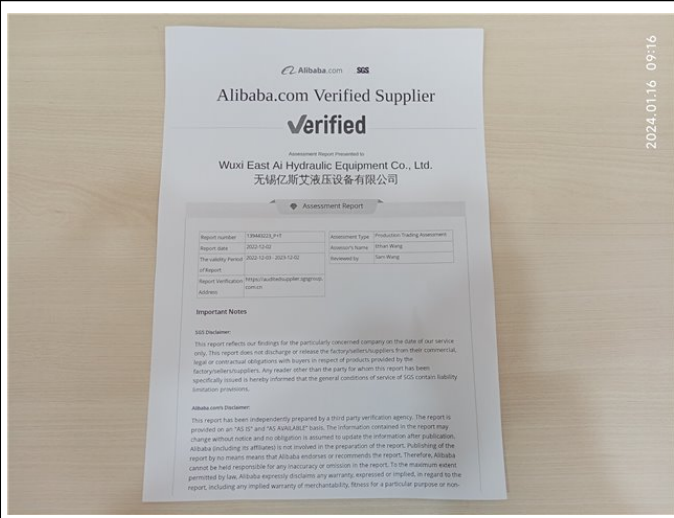 2024.01.16 09:16
Alibaba.com SGS
Alibaba.com Verified Supplier
Verified
Assessment Report Presented to
Wuxi East Ai Hydraulic Equipment Co., Ltd.
无锡亿斯艾液压设备有限公司
Assessment Report
Report number
Report date 2022-12-02
The validity Period of Report 2022-12-03 - 2023-12-02
Report Verification Address https://auditedsupplier.sgsgroup.com.cn
Assessment Type Production-Trading Assessment
Assessor's Name Ethan Wang
Reviewed by Sam Wang
Important Notes
SGS Disclaimer:
This report reflects our findings for the particularly concerned company on the date of our service
only. This report does not discharge or release the factory/sellers/suppliers from their commercial,
legal or contractual obligations with buyers in respect of products provided by the
factory/sellers/suppliers. Any reader other than the party for whom this report has been
specifically issued is hereby informed that the general conditions of service of SGS contain liability
limitation provisions.
Alibaba.com's Disclaimer:
This report has been independently prepared by a third party verification agency. The report is
provided on an "AS IS" and "AS AVAILABLE" basis. The information contained in the report may
change without notice and no obligation is assumed to update the information after publication.
Alibaba (including its affiliates) is not involved in the preparation of the report. Publishing of the
report by no means means that Alibaba endorses or recommends the report. Therefore, Alibaba
cannot be held responsible for any inaccuracy or omission in the report. To the maximum extent
permitted by law, Alibaba expressly disclaims any warranty, expressed or implied, in regard to the
report, including any implied warranty of merchantability, fitness for a particular purpose or non-